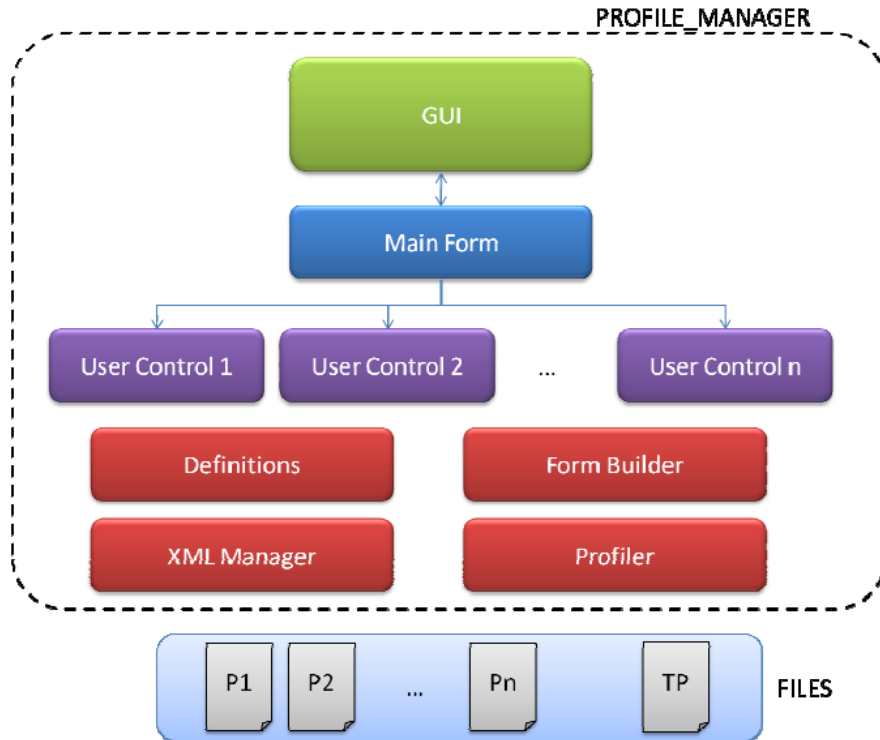 PROFILE_MANAGER
GUI
Main Form
User Control 1
User Control 2
...
User Control n
Definitions
Form Builder
XML Manager
Profiler
P1
P2
...
Pn
TP
FILES